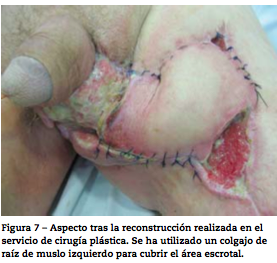 Figura 7 – Aspecto tras la reconstrucción realizada en el
servicio de cirugía plástica. Se ha utilizado un colgajo de
raíz de muslo izquierdo para cubrir el área escrotal.